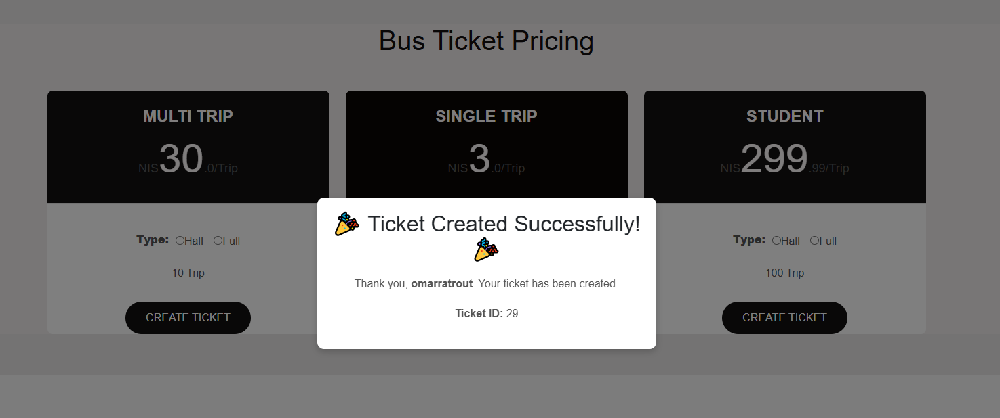 Bus Ticket Pricing
MULTI TRIP
NIS30.0/Trip
Type: Half Full
10 Trip
CREATE TICKET
SINGLE TRIP
NIS3.0/Trip
STUDENT
NIS299.99/Trip
Type: Half Full
100 Trip
CREATE TICKET
🎉 Ticket Created Successfully!
🎉
Thank you, omarratrout. Your ticket has been created.
Ticket ID: 29